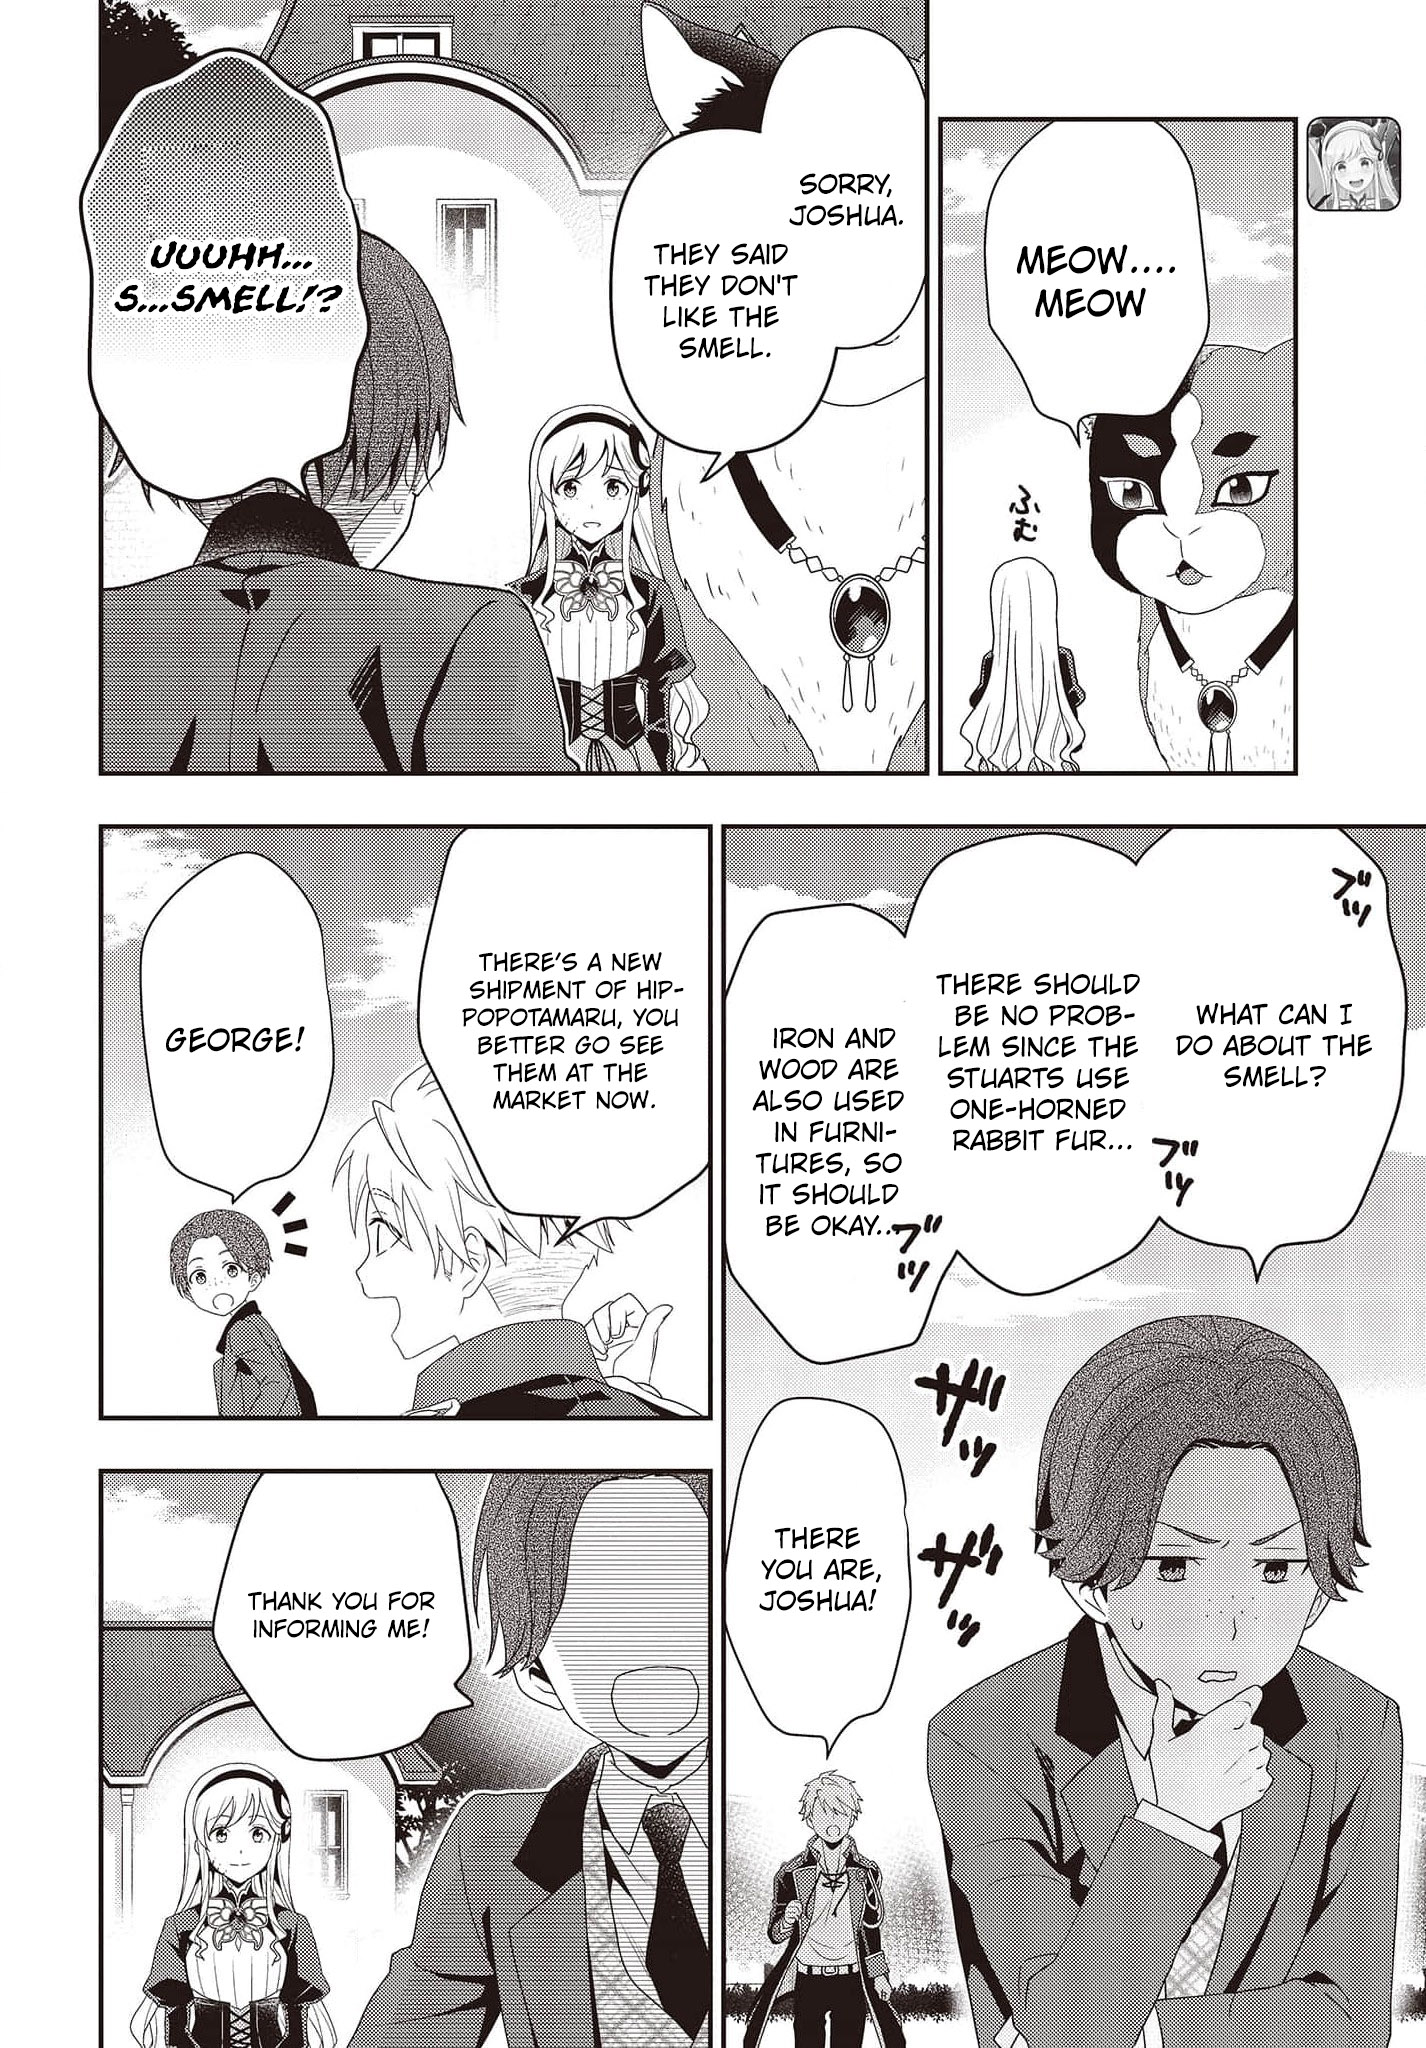 MEOW....
MEOW
ふむ
SORRY,
JOSHUA.
THEY SAID
THEY DON'T
LIKE THE
SMELL.
UUUHH...
S...SMELL!?
ブツ
WHAT CAN I
DO ABOUT THE
SMELL?
THERE SHOULD
BE NO PROB-
LEM SINCE THE
STUARTS USE
ONE-HORNED
RABBIT FUR...
ブツ
IRON AND
WOOD ARE
ALSO USED
IN FURNI-
TURES, SO
IT SHOULD
BE OKAY...
ブツ
ザッ
ザッ
THERE
YOU ARE,
JOSHUA!
THERE'S A NEW
SHIPMENT OF HIP-
POPOTAMARU, YOU
BETTER GO SEE
THEM AT THE
MARKET NOW.
GEORGE!
THANK YOU FOR
INFORMING ME!